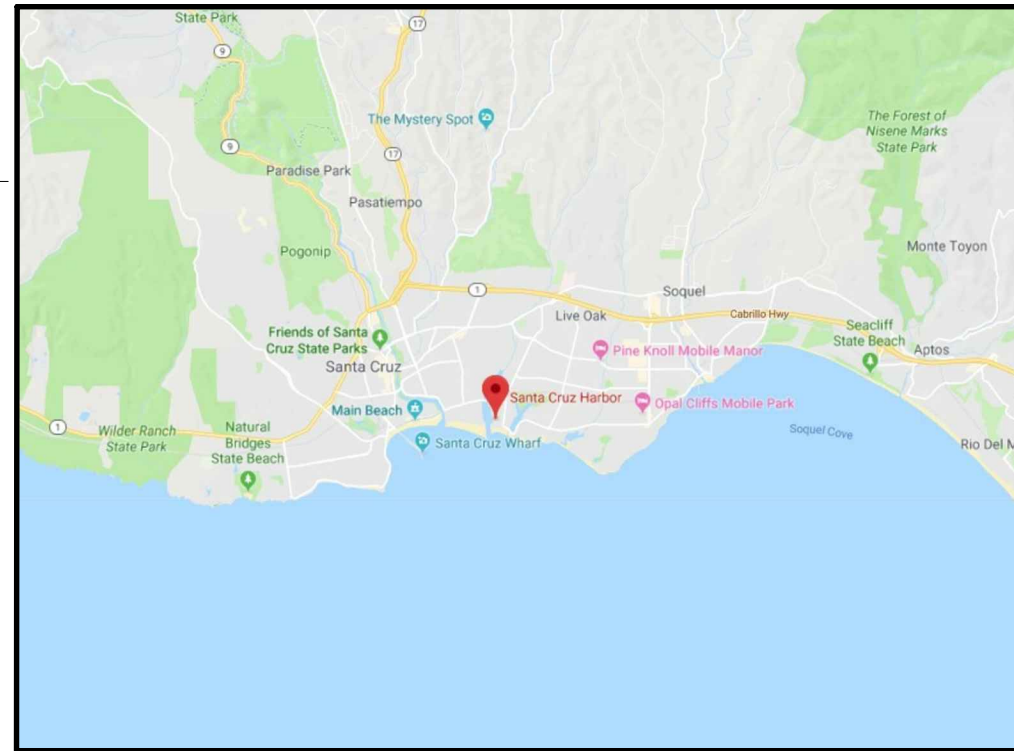 State Park
17
9
The Mystery Spot
The Forest of
Nisene Marks
State Park
9
17
Paradise Park
Pasatiempo
Monte Toyon
Pogonip
1
Soquel
Live Oak
Cabrillo Hwy
Friends of Santa
Cruz State Parks
Seacliff
State Beach
Aptos
Pine Knoll Mobile Manor
Santa Cruz
Santa Cruz Harbor
Opal Cliffs Mobile Park
Main Beach
1
Wilder Ranch
State Park
Natural
Bridges
State Beach
Santa Cruz Wharf
Soquel Cove
Rio Del M